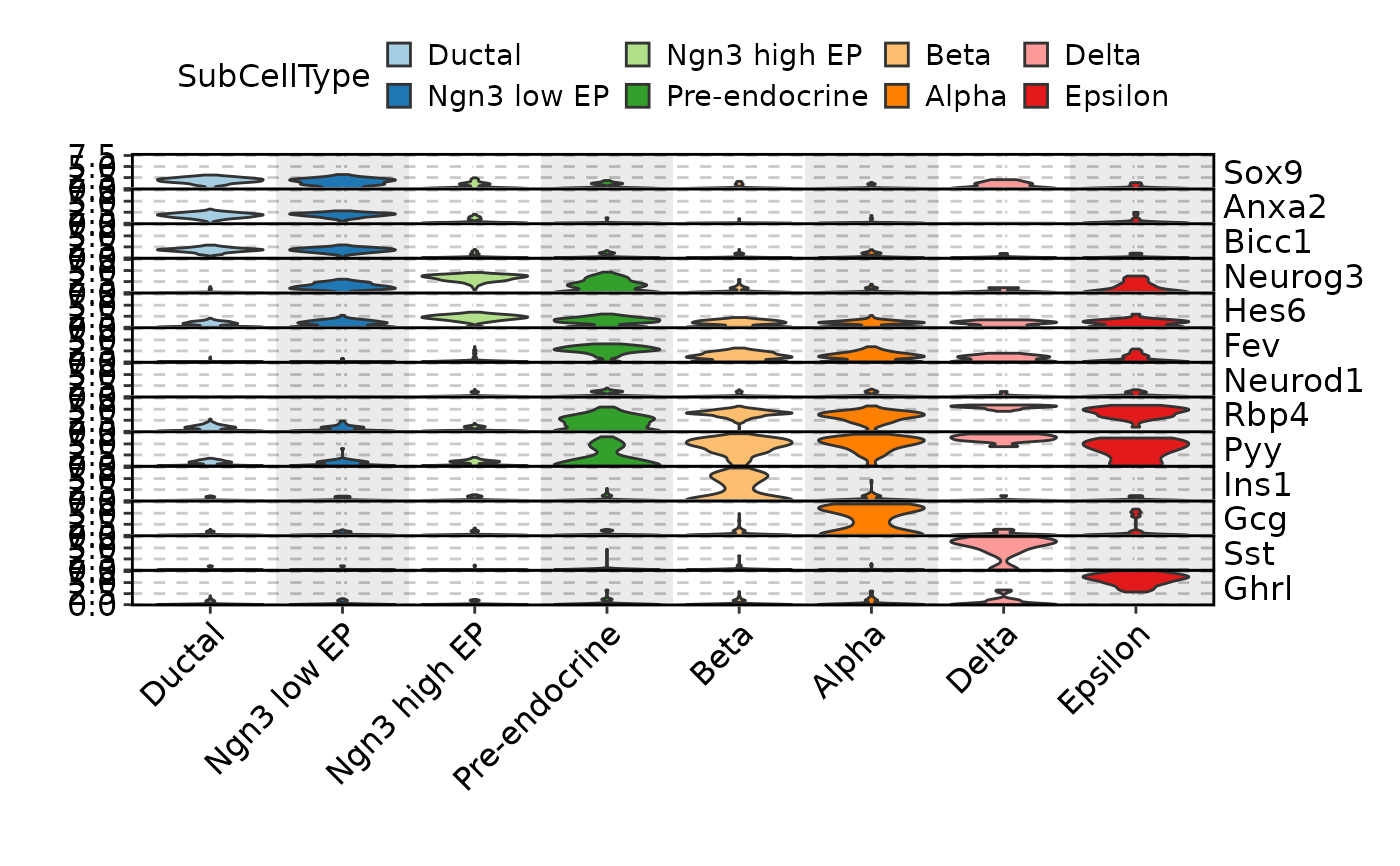 SubCellType
Ductal Ngn3 high EP Beta Delta
Ngn3 low EP Pre-endocrine Alpha Epsilon
7.5
Sox9
Anxa2
Bicc1
Neurog3
Hes6
Fev
Neurod1
Rbp4
Pyy
Ins1
Gcg
Sst
Ghrl
0.0
Ductal
Ngn3 low EP
Ngn3 high EP
Pre-endocrine
Beta
Alpha
Delta
Epsilon